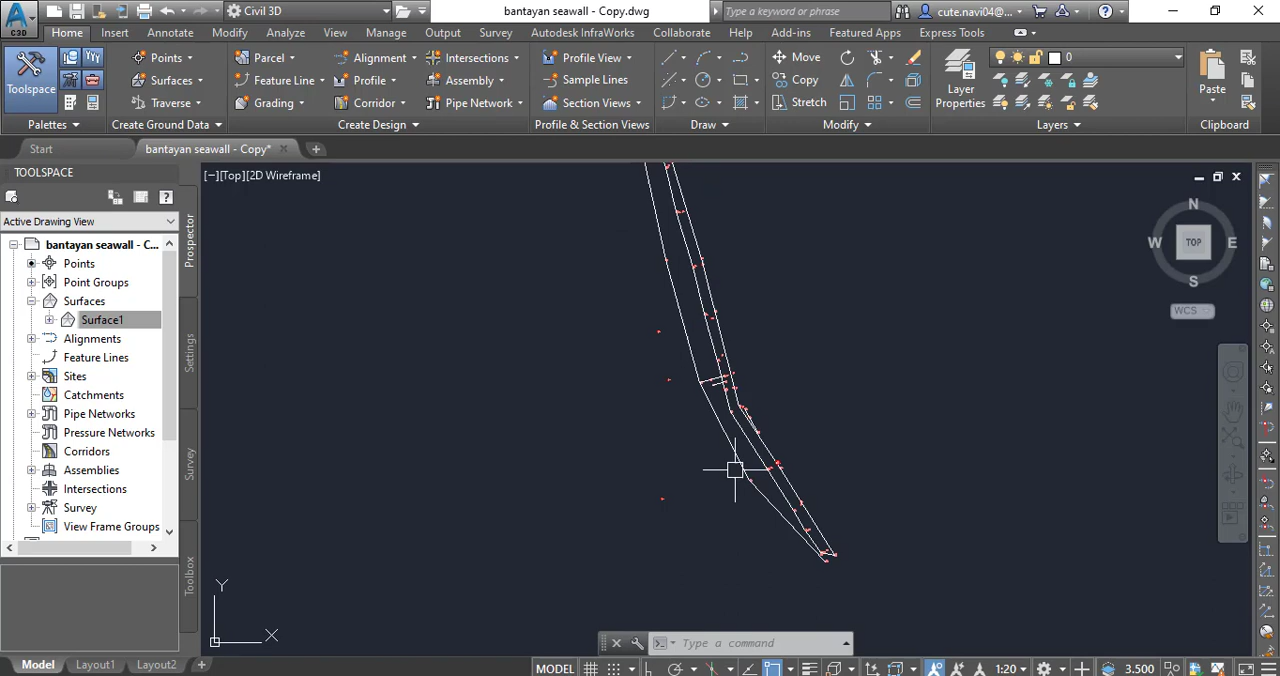 C3D
Civil 3D
bantayan seawall - Copy.dwg
Type a keyword or phrase
cute.navi04@...
Home Insert Annotate Modify Analyze View Manage Output Survey Autodesk InfraWorks Collaborate Help Add-ins Featured Apps Express Tools
Toolspace
Points
Surfaces
Traverse
Parcel
Feature Line
Grading
Alignment
Profile
Corridor
Intersections
Assembly
Pipe Network
Profile View
Sample Lines
Section Views
Move
Copy
Stretch
Layer
Properties
0
Paste
Palettes
Create Ground Data
Create Design
Profile & Section Views
Draw
Modify
Layers
Clipboard
Start
bantayan seawall - Copy*
TOOLSPACE
Active Drawing View
bantayan seawall - C...
Points
Point Groups
Surfaces
Surface1
Alignments
Feature Lines
Sites
Catchments
Pipe Networks
Pressure Networks
Corridors
Assemblies
Intersections
Survey
View Frame Groups
Prospector
Settings
Survey
Toolbox
[−][Top][2D Wireframe]
N
W TOP E
S
WCS
Y
X
Type a command
Model Layout1 Layout2
MODEL
1:20
3.500